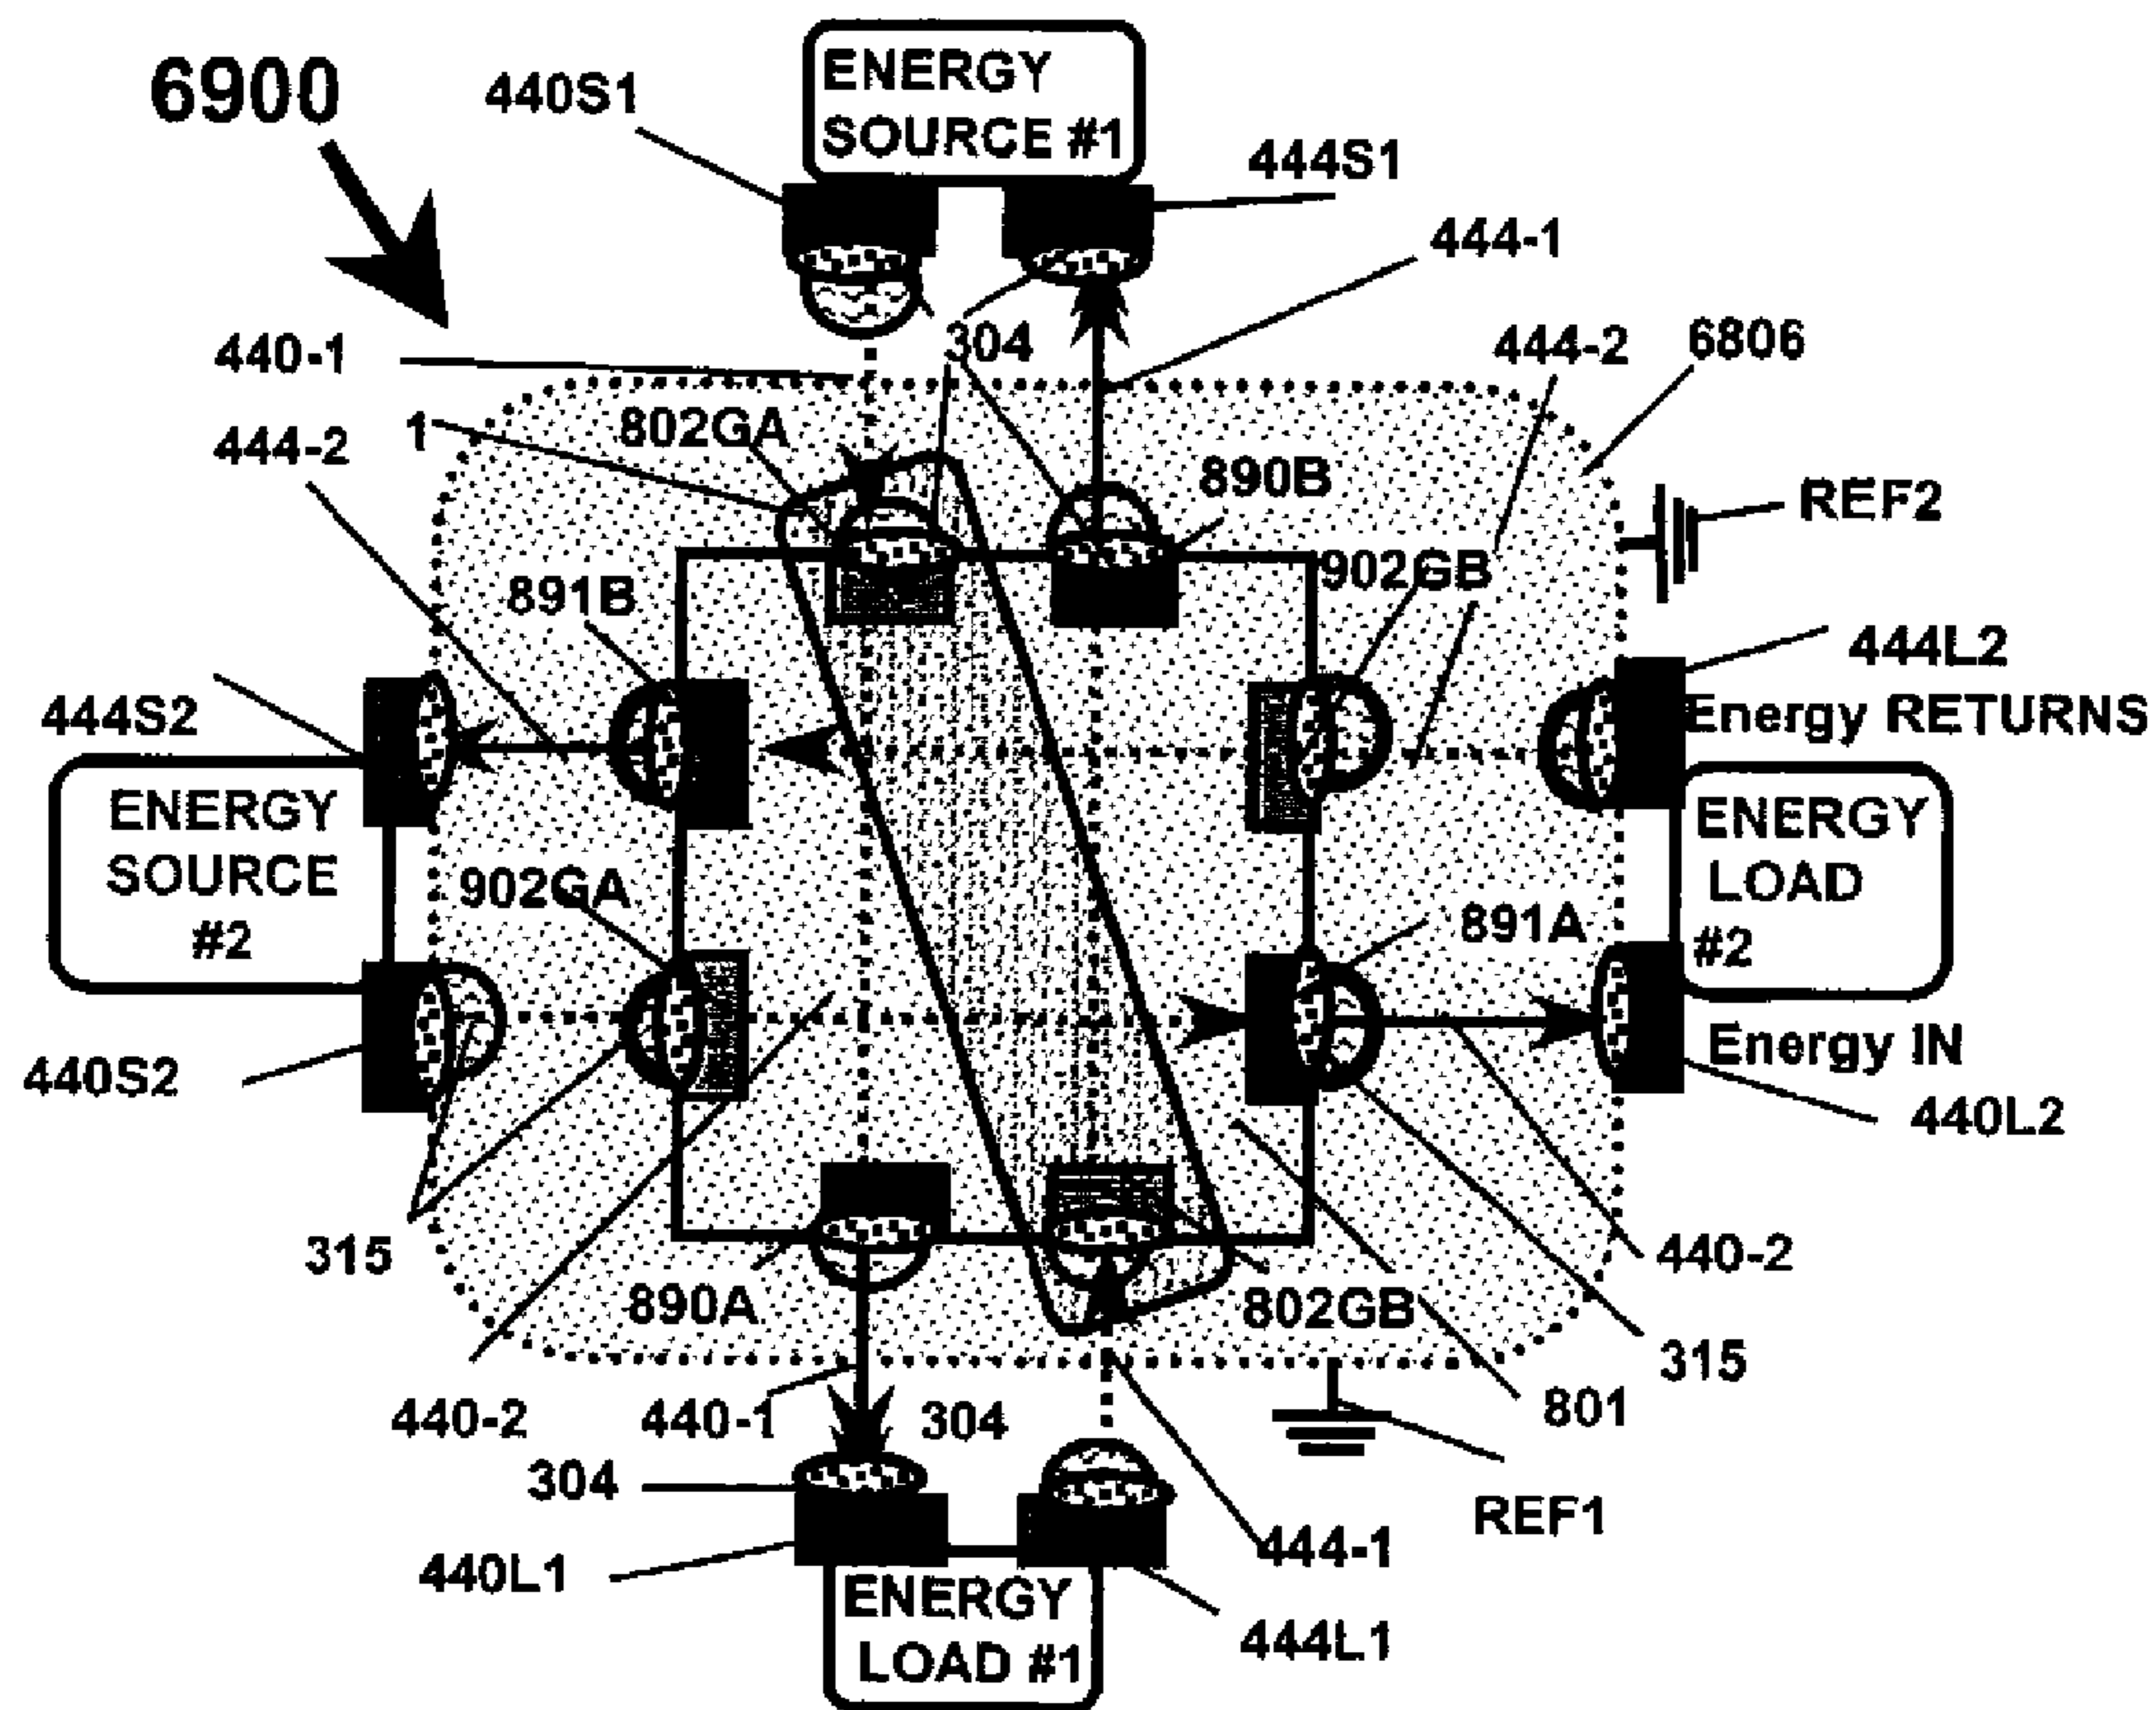 6900
440S1
ENERGY
SOURCE #1
444S1
444-1
440-1
304
444-2
6806
444-2
1
802GA
890B
REF2
902GB
891B
444L2
444S2
Energy RETURNS
ENERGY
SOURCE
#2
ENERGY
LOAD
#2
902GA
891A
440S2
Energy IN
440L2
315
440-2
890A
802GB
315
440-2
440-1
304
801
304
REF1
444-1
440L1
ENERGY
LOAD #1
444L1